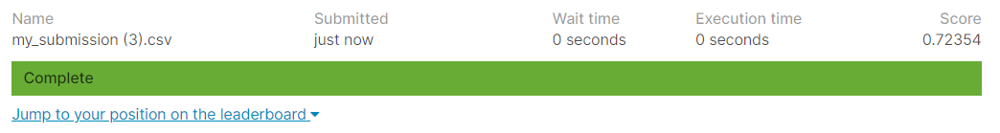 Name Submitted Wait time Execution time Score
my_submission (3).csv just now 0 seconds 0 seconds 0.72354
Complete
Jump to your position on the leaderboard